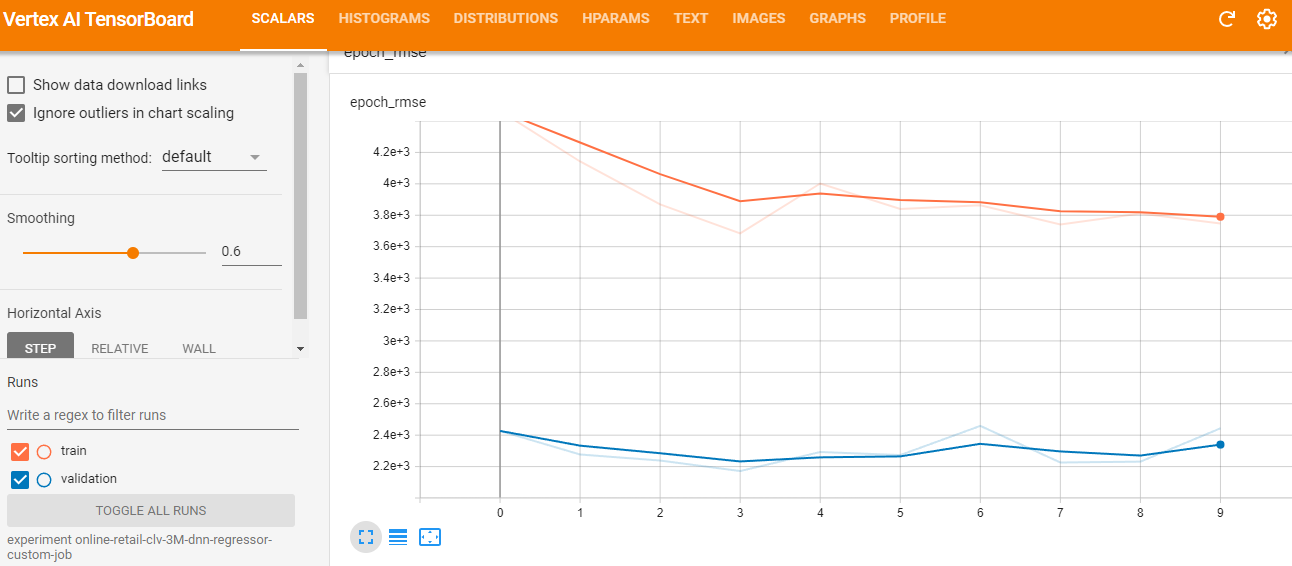 Vertex AI TensorBoard
SCALARS HISTOGRAMS DISTRIBUTIONS HPARAMS TEXT IMAGES GRAPHS PROFILE
Show data download links
Ignore outliers in chart scaling
Tooltip sorting method: default
Smoothing
0.6
Horizontal Axis
STEP RELATIVE WALL
Runs
Write a regex to filter runs
train
validation
TOGGLE ALL RUNS
experiment online-retail-clv-3M-dnn-regressor-
custom-job
epoch_rmse
epoch_rmse
4.2e+3
4e+3
3.8e+3
3.6e+3
3.4e+3
3.2e+3
3e+3
2.8e+3
2.6e+3
2.4e+3
2.2e+3
0 1 2 3 4 5 6 7 8 9